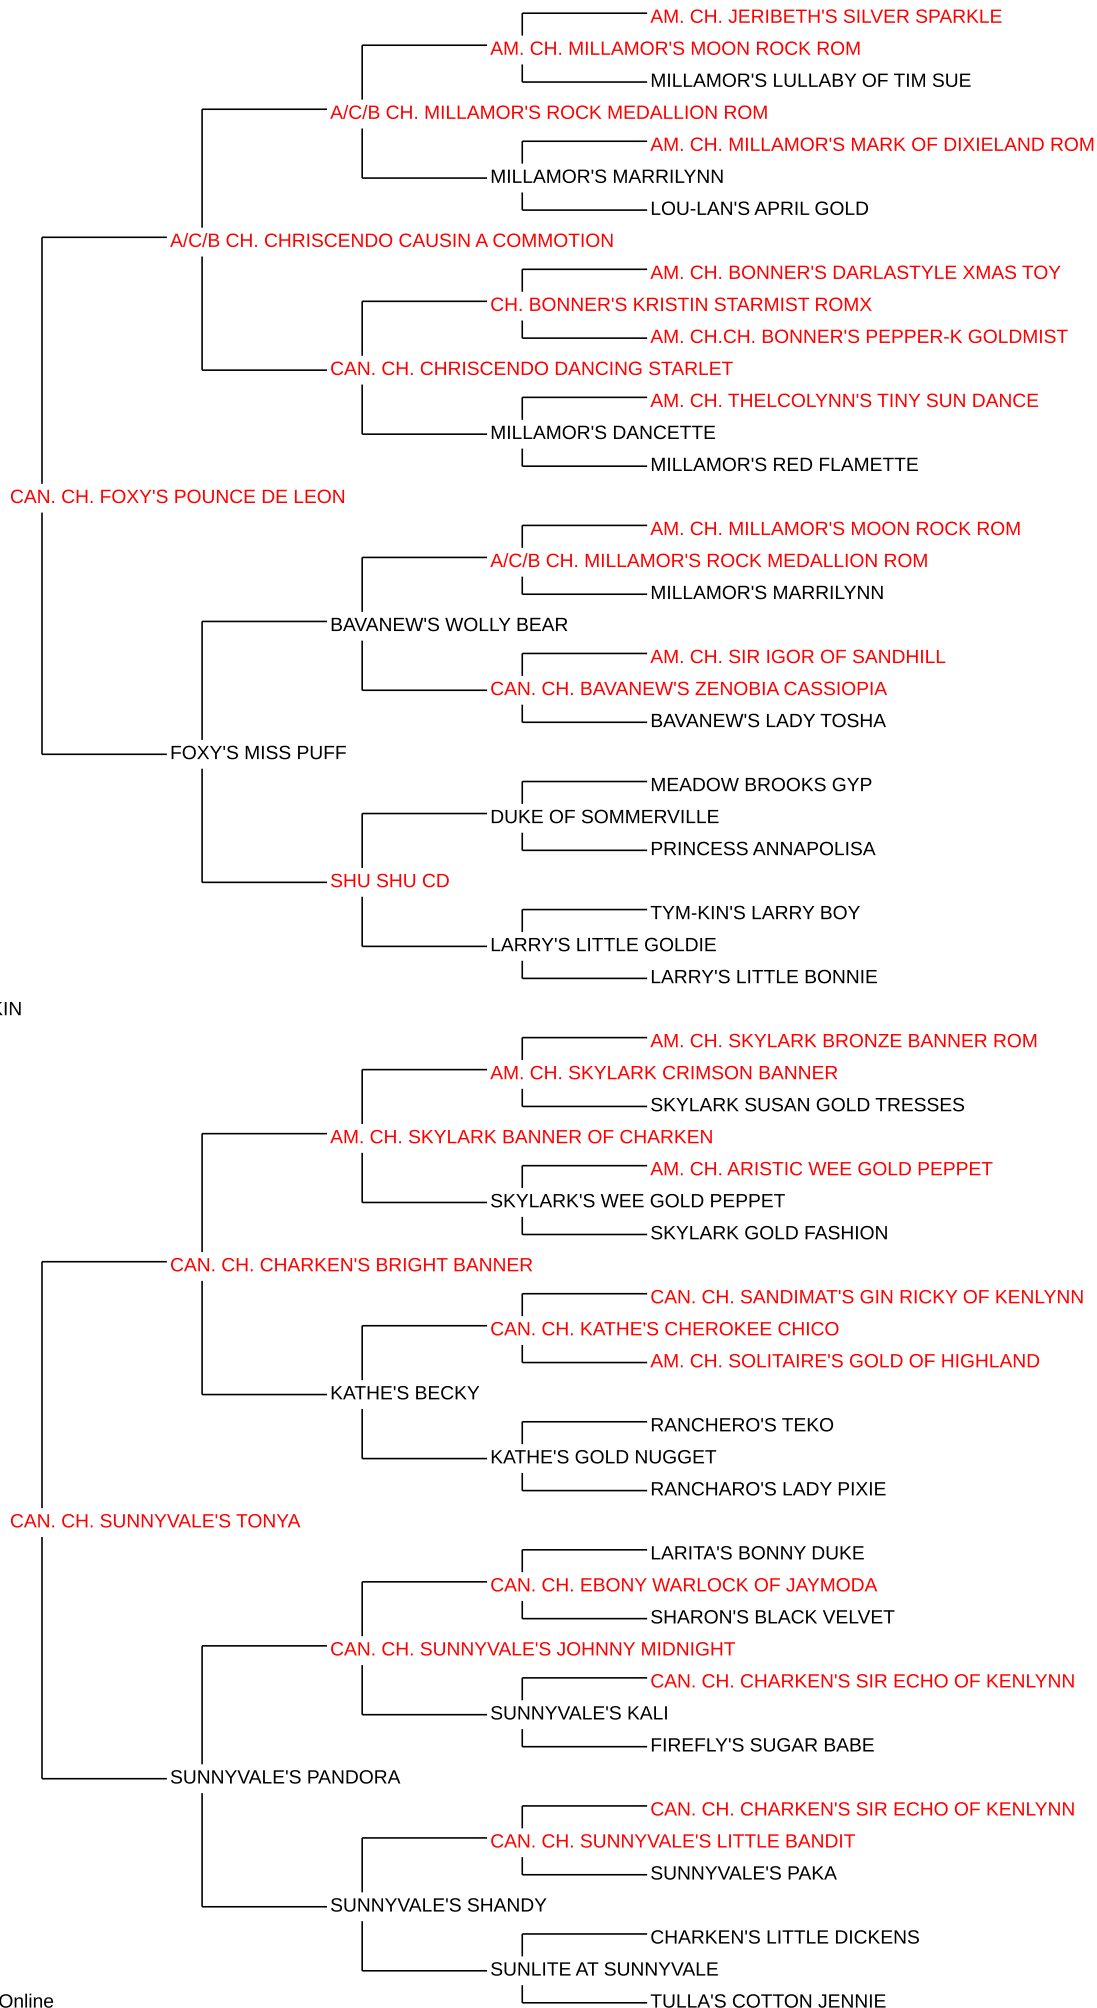 AM. CH. JERIBETH'S SILVER SPARKLE
AM. CH. MILLAMOR'S MOON ROCK ROM
MILLAMOR'S LULLABY OF TIM SUE
A/C/B CH. MILLAMOR'S ROCK MEDALLION ROM
AM. CH. MILLAMOR'S MARK OF DIXIELAND ROM
MILLAMOR'S MARRILYNN
LOU-LAN'S APRIL GOLD
A/C/B CH. CHRISCENDO CAUSIN A COMMOTION
AM. CH. BONNER'S DARLASTYLE XMAS TOY
CH. BONNER'S KRISTIN STARMIST ROMX
AM. CH.CH. BONNER'S PEPPER-K GOLDMIST
CAN. CH. CHRISCENDO DANCING STARLET
AM. CH. THELCOLYNN'S TINY SUN DANCE
MILLAMOR'S DANCETTE
MILLAMOR'S RED FLAMETTE
CAN. CH. FOXY'S POUNCE DE LEON
AM. CH. MILLAMOR'S MOON ROCK ROM
A/C/B CH. MILLAMOR'S ROCK MEDALLION ROM
MILLAMOR'S MARRILYNN
BAVANEW'S WOLLY BEAR
AM. CH. SIR IGOR OF SANDHILL
CAN. CH. BAVANEW'S ZENOBIA CASSIOPIA
BAVANEW'S LADY TOSHA
FOXY'S MISS PUFF
MEADOW BROOKS GYP
DUKE OF SOMMERVILLE
PRINCESS ANNAPOLISA
SHU SHU CD
TYM-KIN'S LARRY BOY
LARRY'S LITTLE GOLDIE
LARRY'S LITTLE BONNIE
KIN
AM. CH. SKYLARK BRONZE BANNER ROM
AM. CH. SKYLARK CRIMSON BANNER
SKYLARK SUSAN GOLD TRESSES
AM. CH. SKYLARK BANNER OF CHARKEN
AM. CH. ARISTIC WEE GOLD PEPPET
SKYLARK'S WEE GOLD PEPPET
SKYLARK GOLD FASHION
CAN. CH. CHARKEN'S BRIGHT BANNER
CAN. CH. SANDIMAT'S GIN RICKY OF KENLYNN
CAN. CH. KATHE'S CHEROKEE CHICO
AM. CH. SOLITAIRE'S GOLD OF HIGHLAND
KATHE'S BECKY
RANCHERO'S TEKO
KATHE'S GOLD NUGGET
RANCHARO'S LADY PIXIE
CAN. CH. SUNNYVALE'S TONYA
LARITA'S BONNY DUKE
CAN. CH. EBONY WARLOCK OF JAYMODA
SHARON'S BLACK VELVET
CAN. CH. SUNNYVALE'S JOHNNY MIDNIGHT
CAN. CH. CHARKEN'S SIR ECHO OF KENLYNN
SUNNYVALE'S KALI
FIREFLY'S SUGAR BABE
SUNNYVALE'S PANDORA
CAN. CH. CHARKEN'S SIR ECHO OF KENLYNN
CAN. CH. SUNNYVALE'S LITTLE BANDIT
SUNNYVALE'S PAKA
SUNNYVALE'S SHANDY
CHARKEN'S LITTLE DICKENS
SUNLITE AT SUNNYVALE
TULLA'S COTTON JENNIE
Online